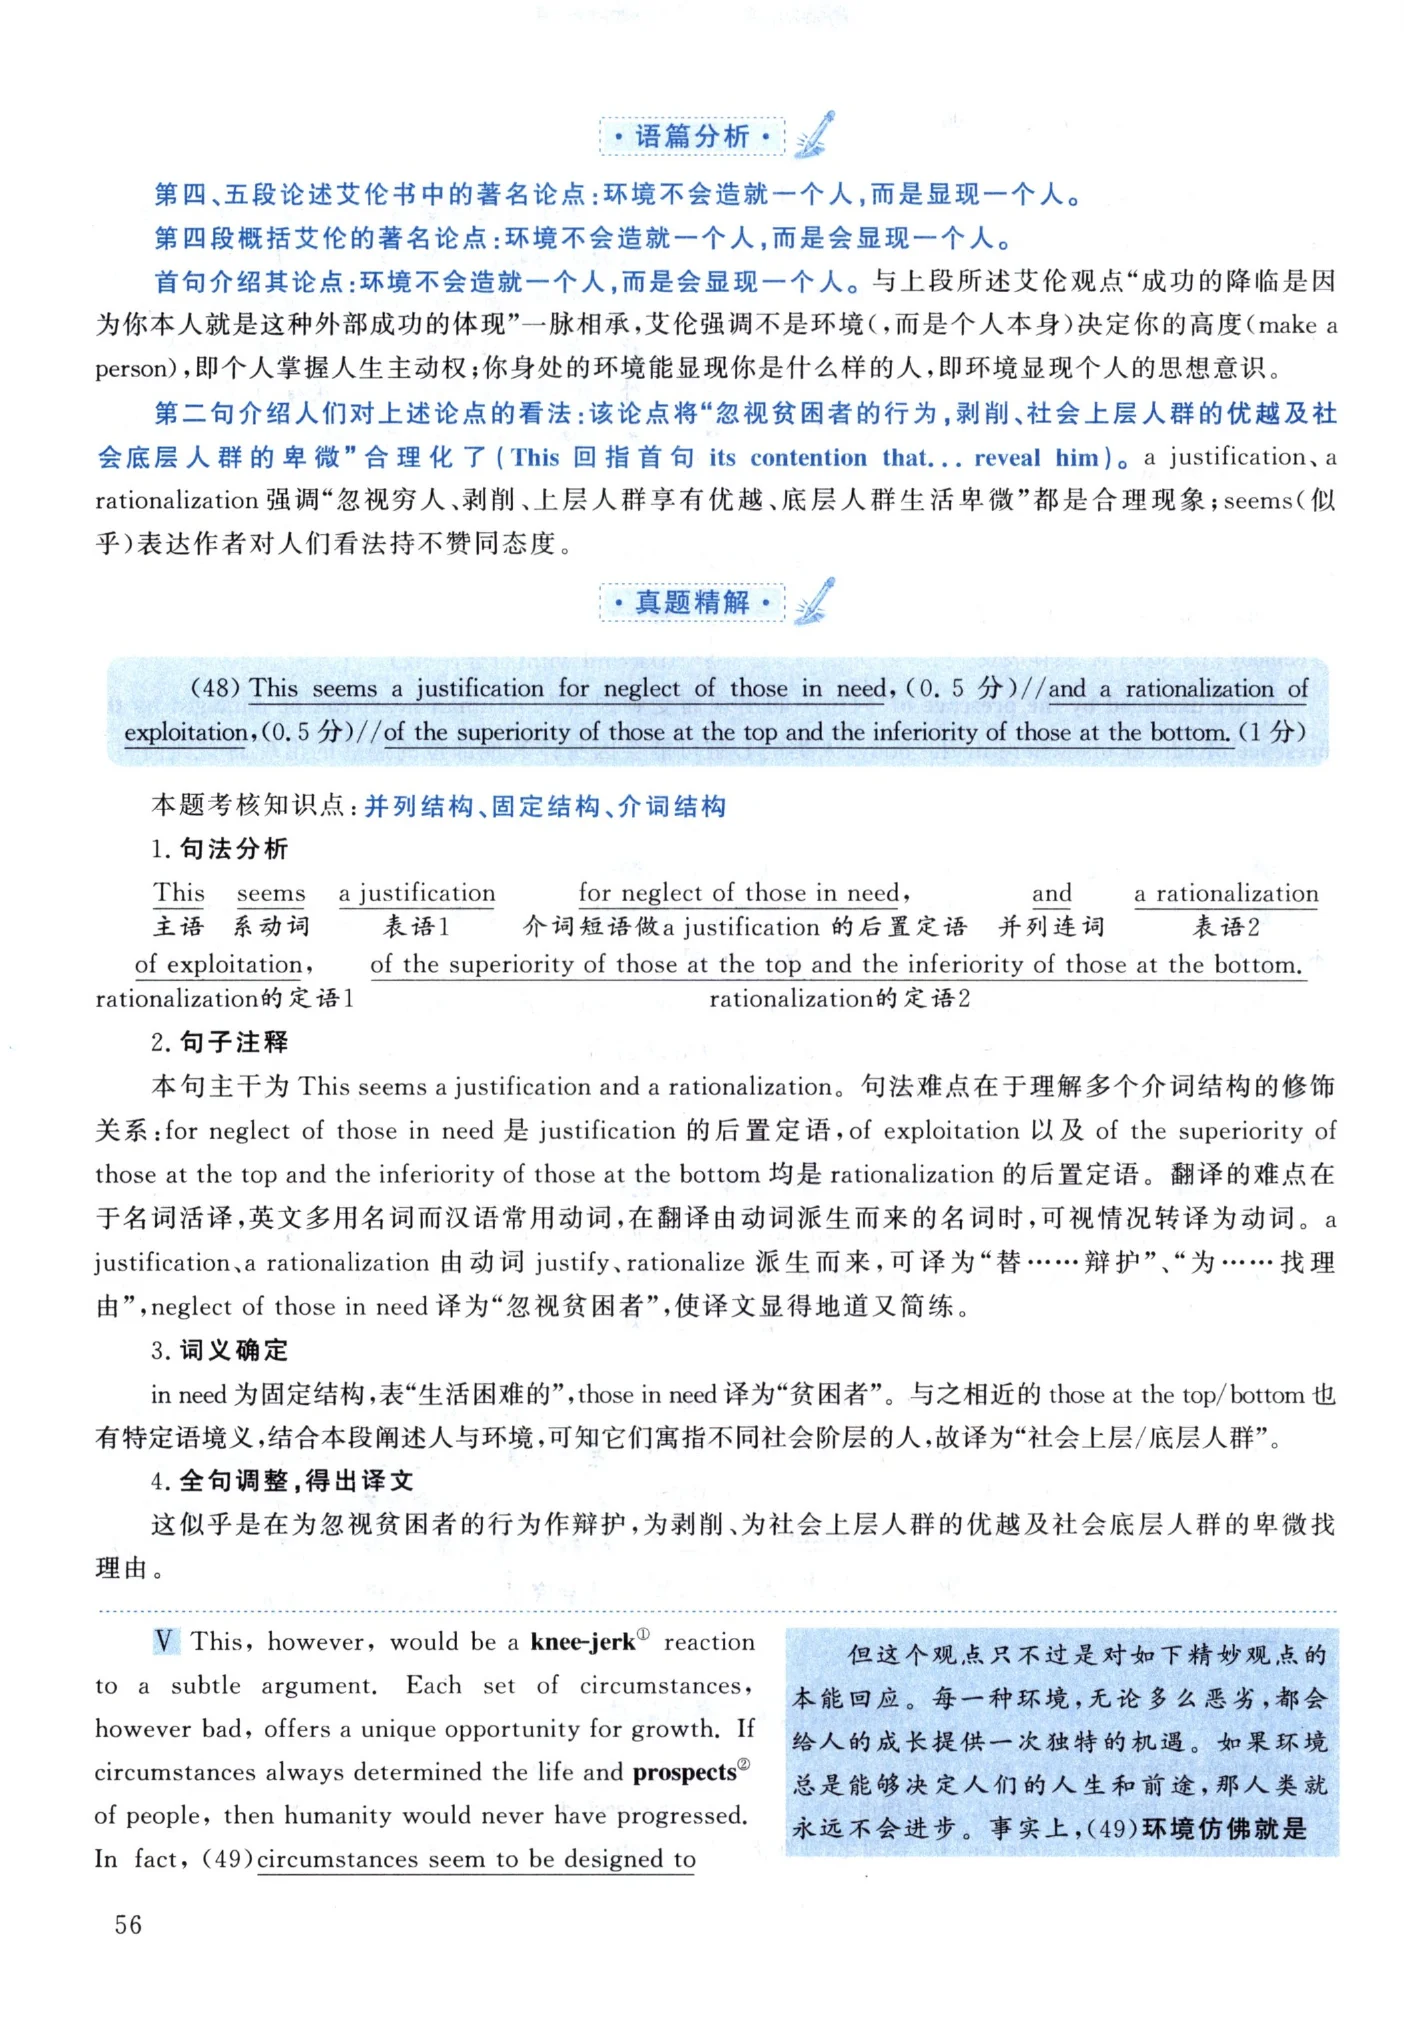 ·语篇分析·
第四、五段论述艾伦书中的著名论点:环境不会造就一个人,而是显现一个人。
第四段概括艾伦的著名论点:环境不会造就一个人,而是会显现一个人。
首句介绍其论点:环境不会造就一个人,而是会显现一个人。与上段所述艾伦观点“成功的降临是因
为你本人就是这种外部成功的体现”一脉相承,艾伦强调不是环境(,而是个人本身)决定你的高度(make a
person),即个人掌握人生主动权;你身处的环境能显现你是什么样的人,即环境显现个人的思想意识。
第二句介绍人们对上述论点的看法:该论点将“忽视贫困者的行为,剥削、社会上层人群的优越及社
会底层人群的卑微”合理化了(This 回指首句 its contention that... reveal him)。a justification、a
rationalization 强调“忽视穷人、剥削、上层人群享有优越、底层人群生活卑微”都是合理现象;seems(似
乎)表达作者对人们看法持不赞同态度。
·真题精解·
(48) This seems a justification for neglect of those in need, (0. 5 分)//and a rationalization of
exploitation, (0. 5 分)//of the superiority of those at the top and the inferiority of those at the bottom. (1 分)
本题考核知识点:并列结构、固定结构、介词结构
1. 句法分析
This seems a justification for neglect of those in need, and a rationalization
主语 系动词 表语1 介词短语做a justification 的后置定语 并列连词 表语2
of exploitation, of the superiority of those at the top and the inferiority of those at the bottom.
rationalization的定语1 rationalization的定语2
2. 句子注释
本句主干为 This seems a justification and a rationalization。句法难点在于理解多个介词结构的修饰
关系:for neglect of those in need 是 justification 的后置定语,of exploitation 以及 of the superiority of
those at the top and the inferiority of those at the bottom 均是 rationalization 的后置定语。翻译的难点在
于名词活译,英文多用名词而汉语常用动词,在翻译由动词派生而来的名词时,可视情况转译为动词。a
justification、a rationalization 由动词 justify、rationalize 派生而来,可译为“替……辩护”、“为……找理
由”,neglect of those in need 译为“忽视贫困者”,使译文显得地道又简练。
3. 词义确定
in need 为固定结构,表“生活困难的”,those in need 译为“贫困者”。与之相近的 those at the top/bottom 也
有特定语境义,结合本段阐述人与环境,可知它们寓指不同社会阶层的人,故译为“社会上层/底层人群”。
4. 全句调整,得出译文
这似乎是在为忽视贫困者的行为作辩护,为剥削、为社会上层人群的优越及社会底层人群的卑微找
理由。
V This, however, would be a knee-jerk① reaction
to a subtle argument. Each set of circumstances,
however bad, offers a unique opportunity for growth. If
circumstances always determined the life and prospects②
of people, then humanity would never have progressed.
In fact, (49)circumstances seem to be designed to
但这个观点只不过是对如下精妙观点的
本能回应。每一种环境,无论多么恶劣,都会
给人的成长提供一次独特的机遇。如果环境
总是能够决定人们的人生和前途,那人类就
永远不会进步。事实上,(49)环境仿佛就是
56